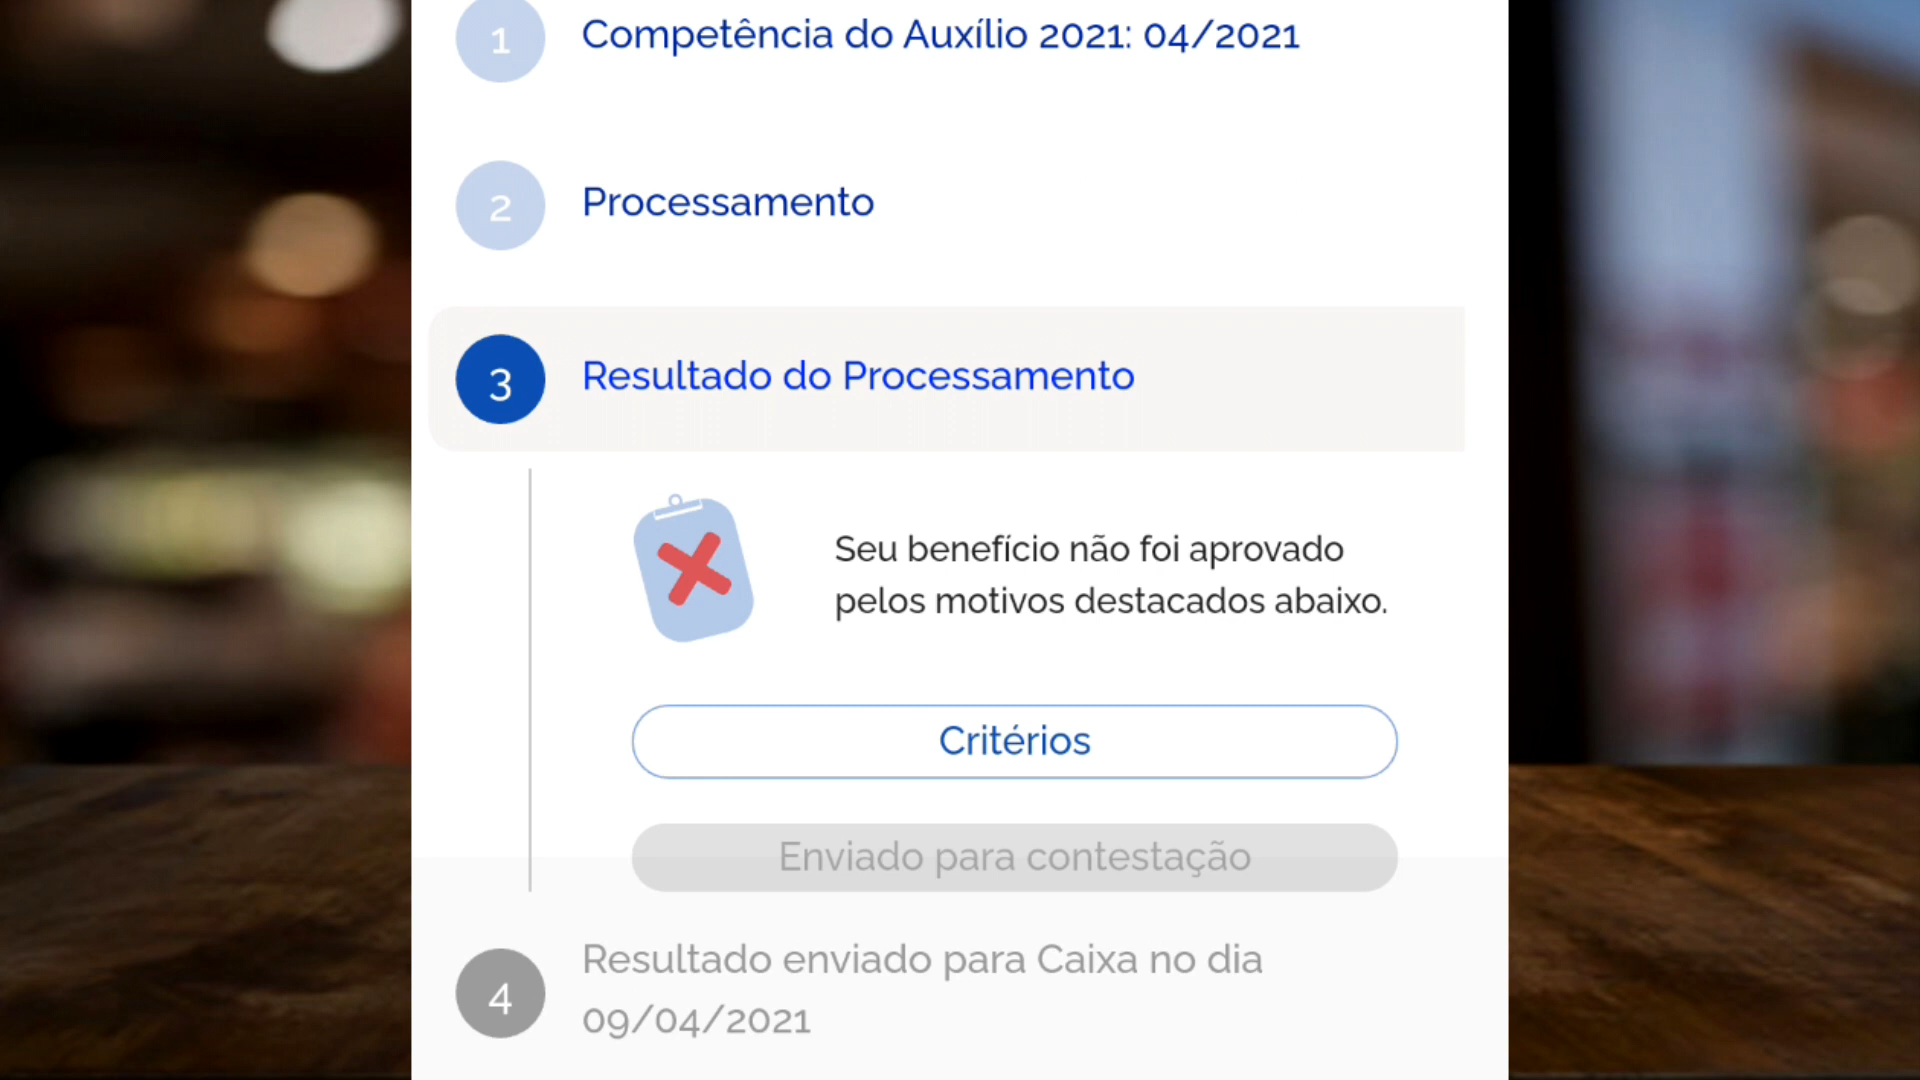 1 Competência do Auxílio 2021: 04/2021
2 Processamento
3 Resultado do Processamento
Seu benefício não foi aprovado
pelos motivos destacados abaixo.
Critérios
Enviado para contestação
4 Resultado enviado para Caixa no dia
09/04/2021